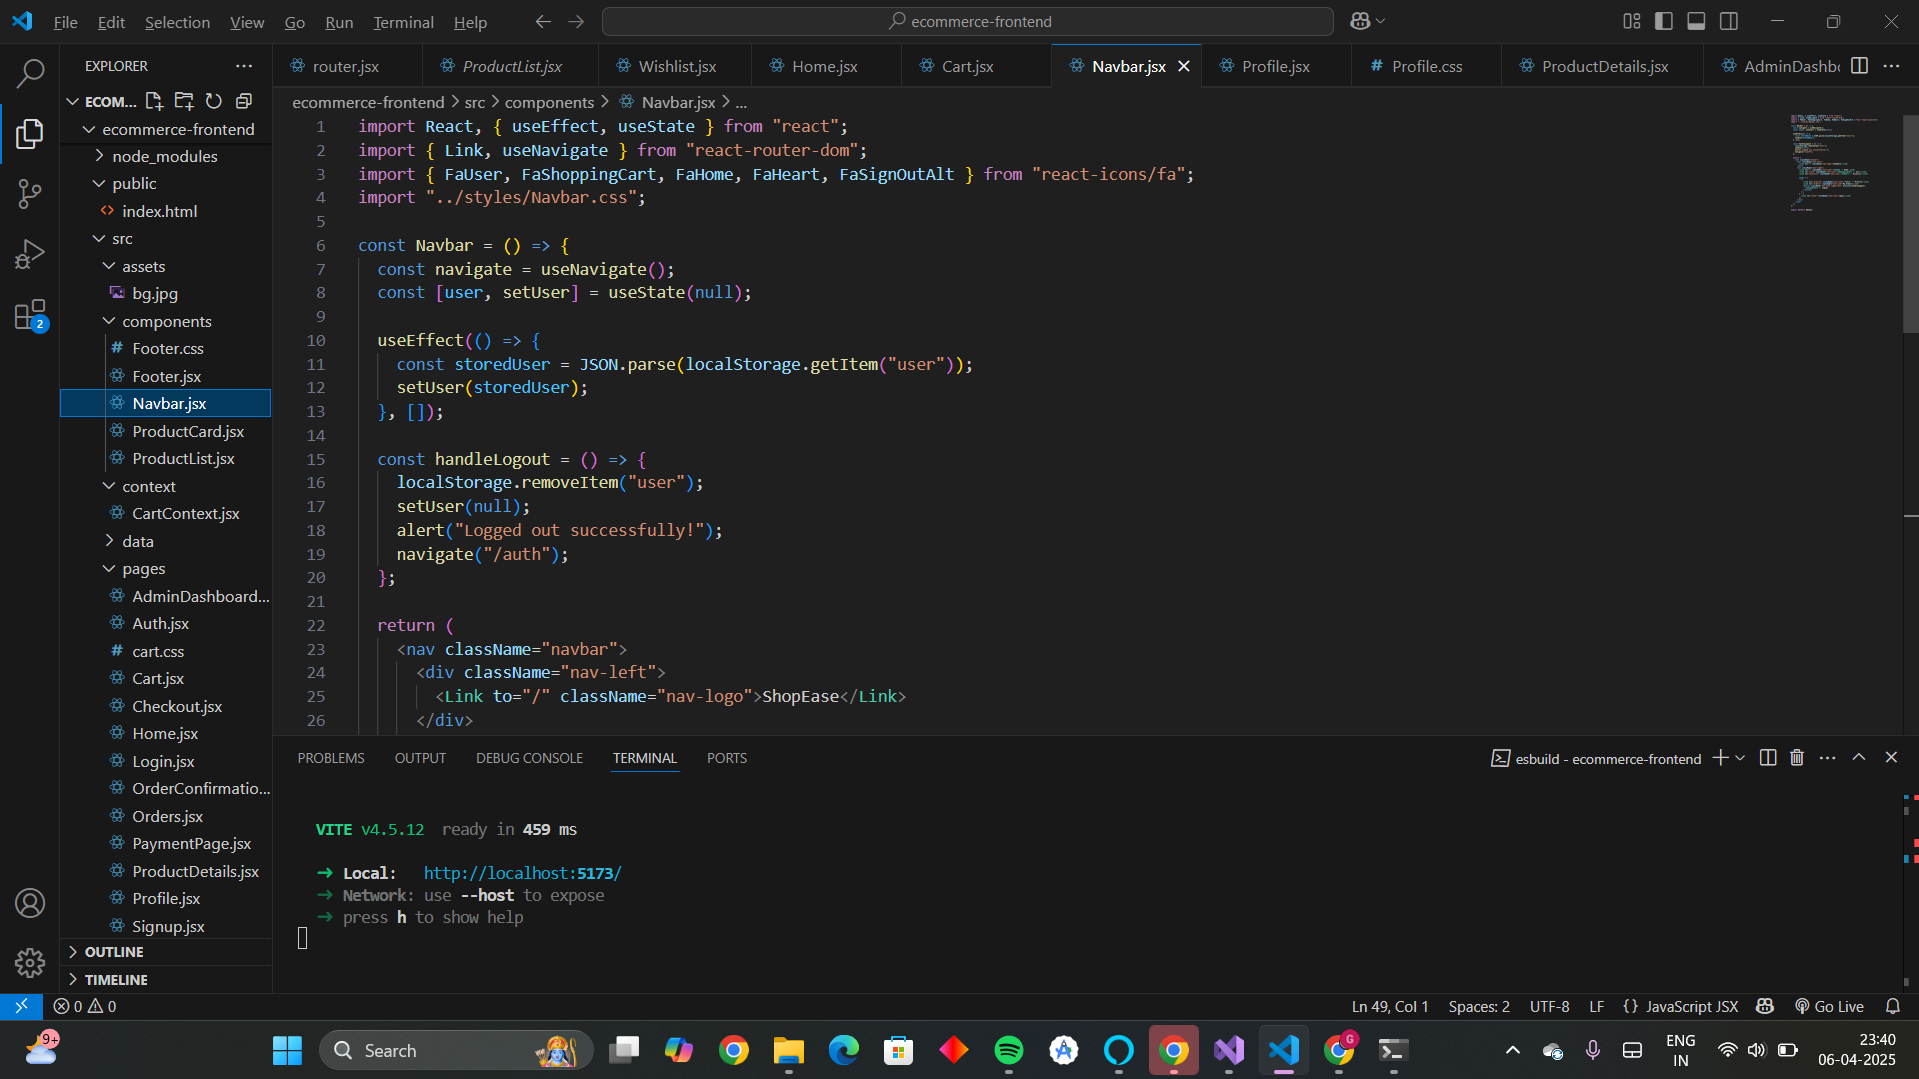 File Edit Selection View Go Run Terminal Help
ecommerce-frontend
EXPLORER
router.jsx
ProductList.jsx
Wishlist.jsx
Home.jsx
Cart.jsx
Navbar.jsx
Profile.jsx
# Profile.css
ProductDetails.jsx
AdminDashbo
ECOM...
ecommerce-frontend
node_modules
public
<> index.html
src
assets
bg.jpg
components
# Footer.css
Footer.jsx
Navbar.jsx
ProductCard.jsx
ProductList.jsx
context
CartContext.jsx
data
pages
AdminDashboard...
Auth.jsx
# cart.css
Cart.jsx
Checkout.jsx
Home.jsx
Login.jsx
OrderConfirmatio...
Orders.jsx
PaymentPage.jsx
ProductDetails.jsx
Profile.jsx
Signup.jsx
OUTLINE
TIMELINE
2
ecommerce-frontend > src > components > Navbar.jsx > ...
1 import React, { useEffect, useState } from "react";
2 import { Link, useNavigate } from "react-router-dom";
3 import { FaUser, FaShoppingCart, FaHome, FaHeart, FaSignOutAlt } from "react-icons/fa";
4 import "../styles/Navbar.css";
5
6 const Navbar = () => {
7 const navigate = useNavigate();
8 const [user, setUser] = useState(null);
9
10 useEffect(() => {
11 const storedUser = JSON.parse(localStorage.getItem("user"));
12 setUser(storedUser);
13 }, []);
14
15 const handleLogout = () => {
16 localStorage.removeItem("user");
17 setUser(null);
18 alert("Logged out successfully!");
19 navigate("/auth");
20 };
21
22 return (
23 <nav className="navbar">
24 <div className="nav-left">
25 <Link to="/" className="nav-logo">ShopEase</Link>
26 </div>
PROBLEMS OUTPUT DEBUG CONSOLE TERMINAL PORTS
esbuild - ecommerce-frontend
VITE v4.5.12 ready in 459 ms
➜ Local: http://localhost:5173/
➜ Network: use --host to expose
➜ press h to show help
0 0
Ln 49, Col 1 Spaces: 2 UTF-8 LF {} JavaScript JSX Go Live
9+
Search
G
ENG
IN
23:40
06-04-2025